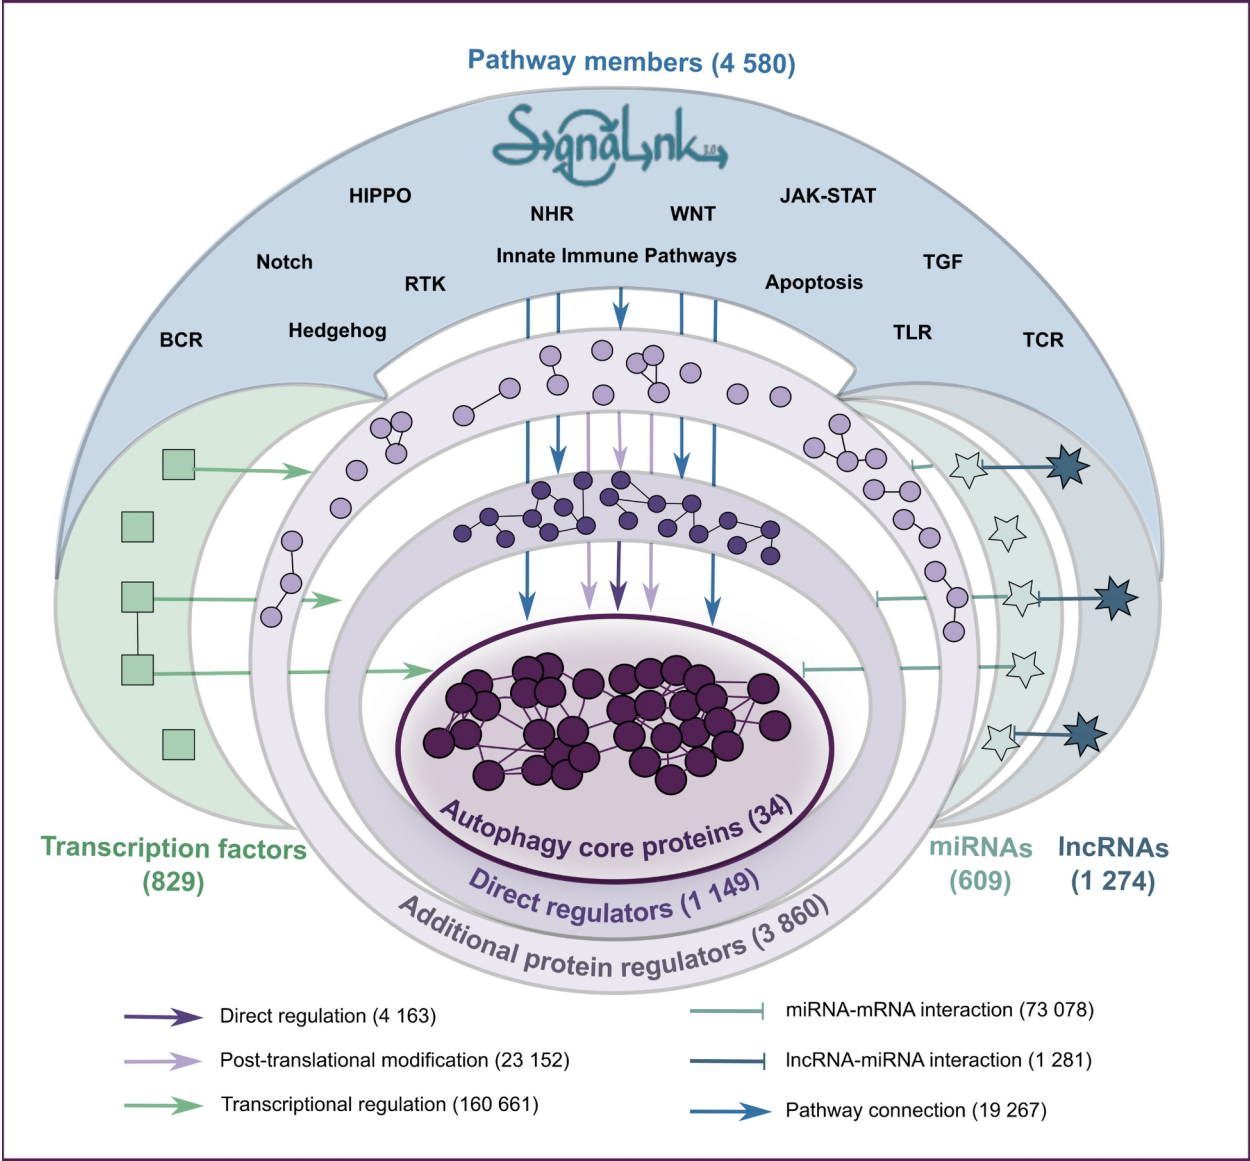 Pathway members (4 580)
SignaLink 3.0
HIPPO
JAK-STAT
NHR
WNT
Notch
Innate Immune Pathways
TGF
RTK
Apoptosis
BCR
Hedgehog
TLR
TCR
Autophagy core proteins (34)
Transcription factors
(829)
miRNAs
(609)
lncRNAs
(1 274)
Direct regulators (1 149)
Additional protein regulators (3 860)
Direct regulation (4 163)
Post-translational modification (23 152)
Transcriptional regulation (160 661)
miRNA-mRNA interaction (73 078)
lncRNA-miRNA interaction (1 281)
Pathway connection (19 267)